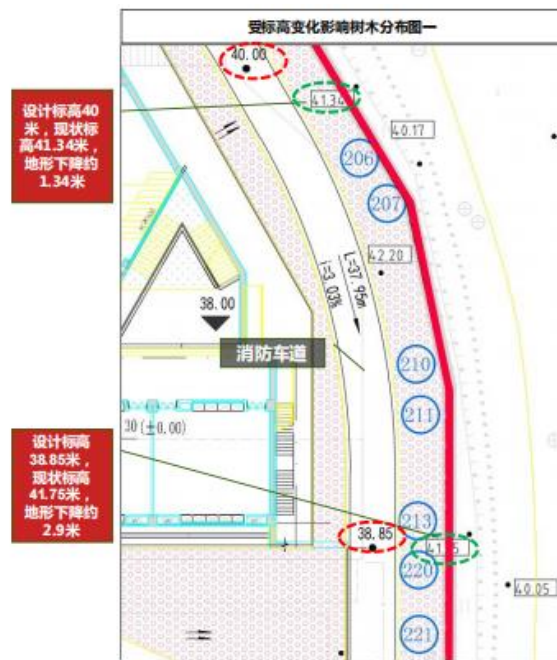 受标高变化影响树木分布图一
40.00
设计标高40
米，现状标
高41.34米，
地形下降约
1.34米
41.34
40.17
206
207
42.20
L=37.95m
i=3.03%
38.00
消防车道
210
211
30(±0.00)
设计标高
38.85米，
现状标高
41.75米，
地形下降约
2.9米
213
38.85
41.75
220
40.05
221